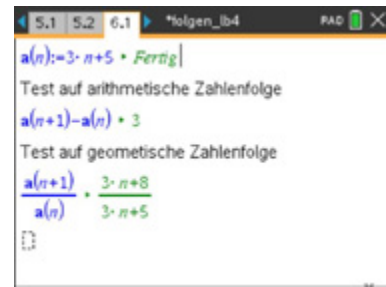 5.1 5.2 6.1 *folgen_lb4 RAD
a(n):=3· n+5 ▸ Fertig
Test auf arithmetische Zahlenfolge
a(n+1)−a(n) ▸ 3
Test auf geometische Zahlenfolge
a(n+1)/a(n) ▸ 3· n+8/3· n+5